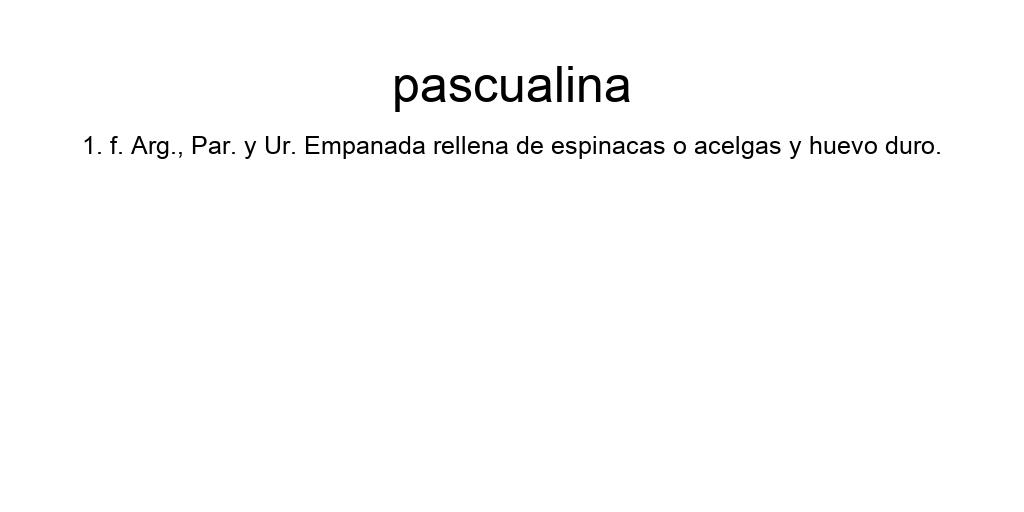 pascualina
1. f. Arg., Par. y Ur. Empanada rellena de espinacas o acelgas y huevo duro.